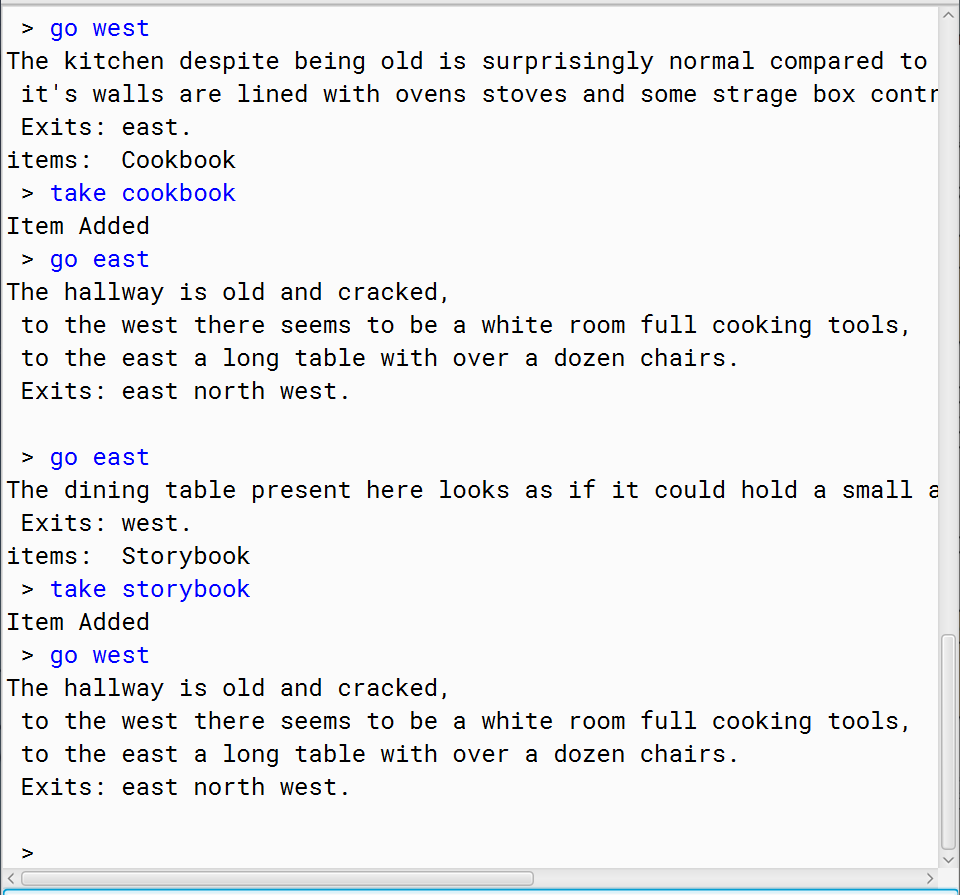 > go west
The kitchen despite being old is surprisingly normal compared to
it's walls are lined with ovens stoves and some strage box
Exits: east.
items:  Cookbook
> take cookbook
Item Added
> go east
The hallway is old and cracked,
to the west there seems to be a white room full cooking tools,
to the east a long table with over a dozen chairs.
Exits: east north west.
> go east
The dining table present here looks as if it could hold a small
Exits: west.
items:  Storybook
> take storybook
Item Added
> go west
The hallway is old and cracked,
to the west there seems to be a white room full cooking tools,
to the east a long table with over a dozen chairs.
Exits: east north west.
>